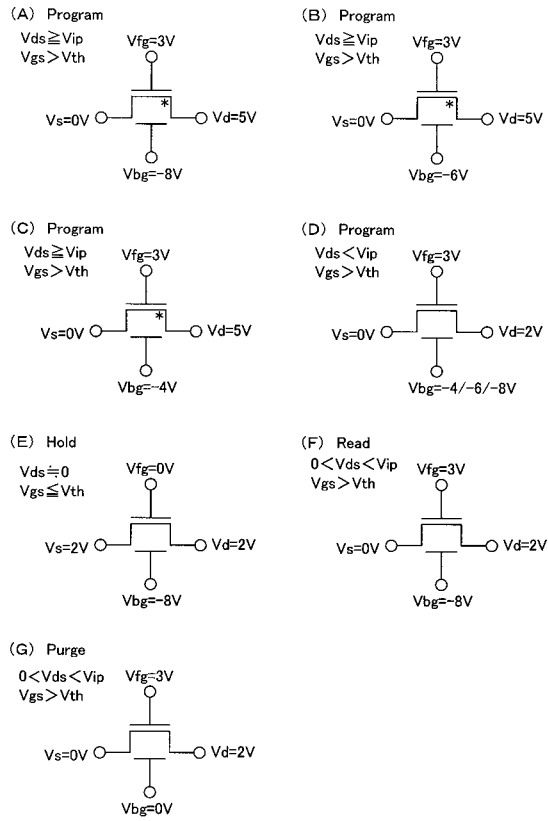 (A) Program
Vds≧Vip
Vgs>Vth
Vfg=3V
Vs=0V
*
Vd=5V
Vbg=-8V
(B) Program
Vds≧Vip
Vgs>Vth
Vfg=3V
Vs=0V
*
Vd=5V
Vbg=-6V
(C) Program
Vds≧Vip
Vgs>Vth
Vfg=3V
Vs=0V
*
Vd=5V
Vbg=-4V
(D) Program
Vds<Vip
Vgs>Vth
Vfg=3V
Vs=0V
Vd=2V
Vbg=-4/-6/-8V
(E) Hold
Vds≒0
Vgs≦Vth
Vfg=0V
Vs=2V
Vd=2V
Vbg=-8V
(F) Read
0<Vds<Vip
Vgs>Vth
Vfg=3V
Vs=0V
Vd=2V
Vbg=-8V
(G) Purge
0<Vds<Vip
Vgs>Vth
Vfg=3V
Vs=0V
Vd=2V
Vbg=0V